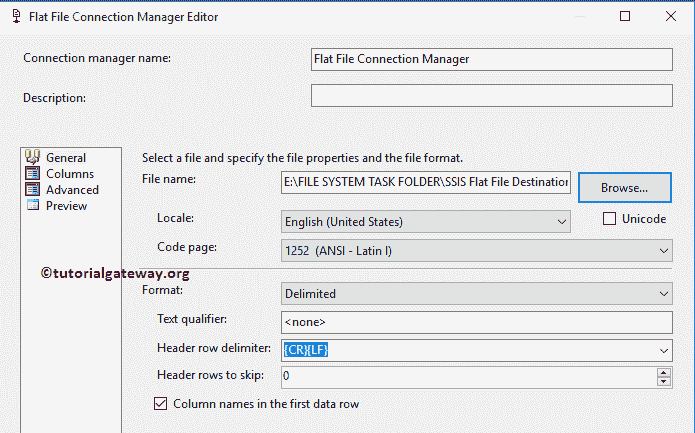 Flat File Connection Manager Editor
Connection manager name: Flat File Connection Manager
Description:
General
Columns
Advanced
Preview
Select a file and specify the file properties and the file format.
File name: E:\FILE SYSTEM TASK FOLDER\SSIS Flat File Destination Browse...
Locale: English (United States) Unicode
Code page: 1252 (ANSI - Latin I)
©tutorialgateway.org
Format: Delimited
Text qualifier: <none>
Header row delimiter: {CR}{LF}
Header rows to skip: 0
Column names in the first data row